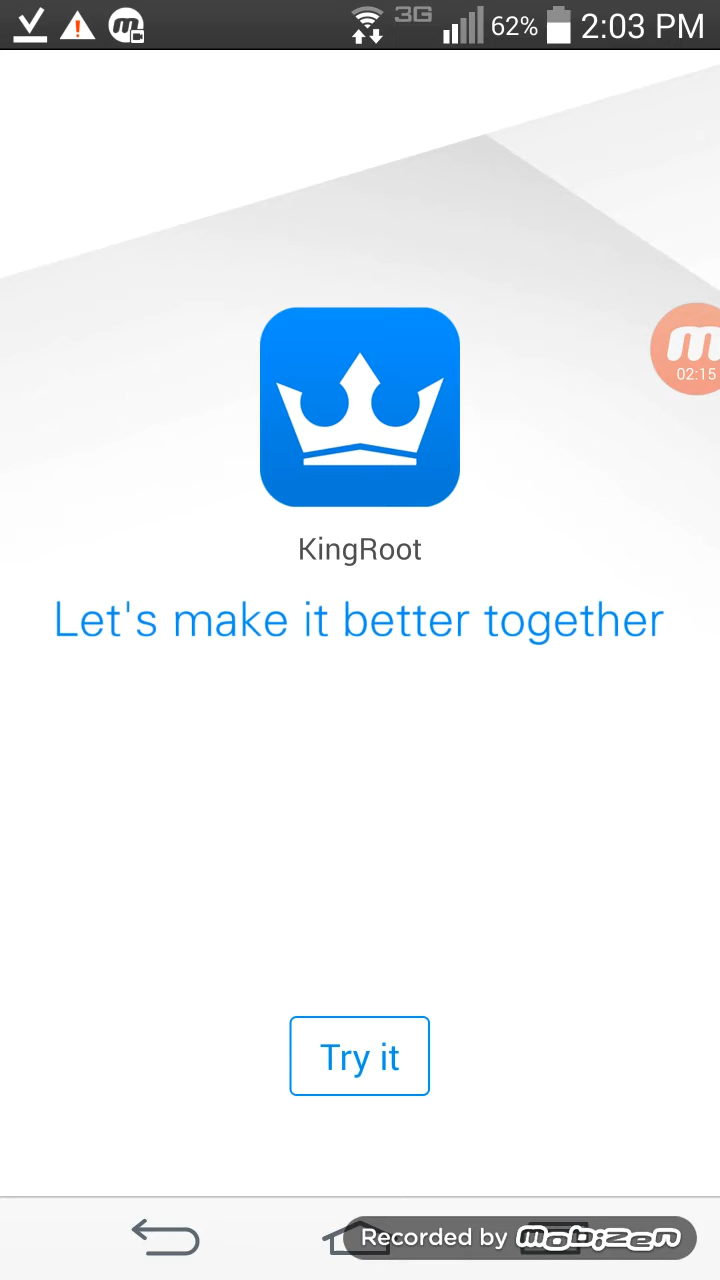 3G 62% 2:03 PM
02:15
KingRoot
Let's make it better together
Try it
Recorded by mobizen